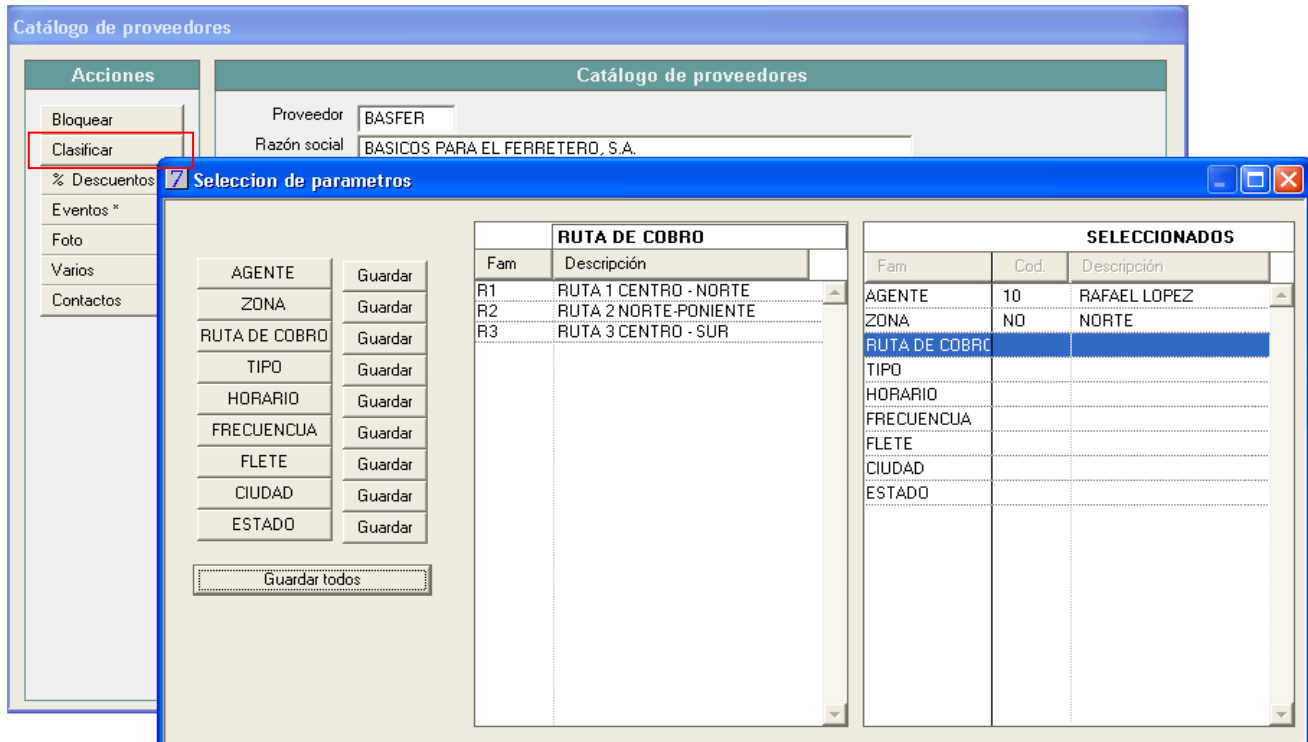 Catálogo de proveedores
Acciones
Catálogo de proveedores
Bloquear
Clasificar
% Descuentos
Eventos *
Foto
Varios
Contactos
Proveedor BASFER
Razón social BASICOS PARA EL FERRETERO, S.A.
7 Seleccion de parametros
AGENTE Guardar
ZONA Guardar
RUTA DE COBRO Guardar
TIPO Guardar
HORARIO Guardar
FRECUENCUA Guardar
FLETE Guardar
CIUDAD Guardar
ESTADO Guardar
Guardar todos
RUTA DE COBRO
Fam Descripción
R1 RUTA 1 CENTRO - NORTE
R2 RUTA 2 NORTE-PONIENTE
R3 RUTA 3 CENTRO - SUR
SELECCIONADOS
Fam Cod. Descripción
AGENTE 10 RAFAEL LOPEZ
ZONA NO NORTE
RUTA DE COBRO
TIPO
HORARIO
FRECUENCUA
FLETE
CIUDAD
ESTADO